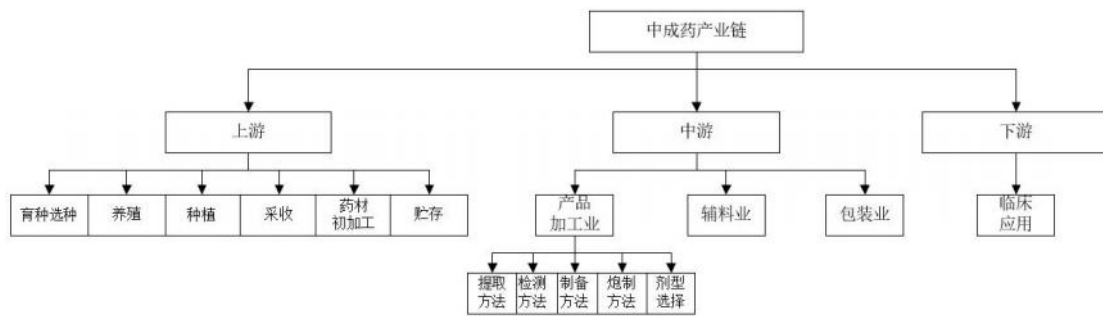 中成药产业链
上游
中游
下游
育种选种
养殖
种植
采收
药材
初加工
贮存
产品
加工业
辅料业
包装业
临床
应用
提取
方法
检测
方法
制备
方法
炮制
方法
剂型
选择